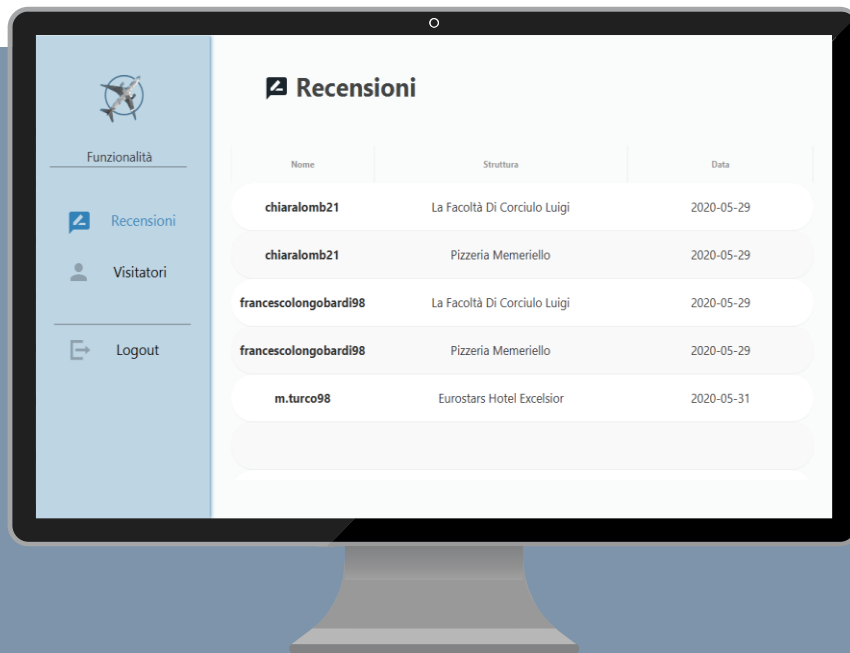 Recensioni
Funzionalità
Recensioni
Visitatori
Logout
Nome Struttura Data
chiaralomb21 La Facoltà Di Corciulo Luigi 2020-05-29
chiaralomb21 Pizzeria Memeriello 2020-05-29
francescolongobardi98 La Facoltà Di Corciulo Luigi 2020-05-29
francescolongobardi98 Pizzeria Memeriello 2020-05-29
m.turco98 Eurostars Hotel Excelsior 2020-05-31